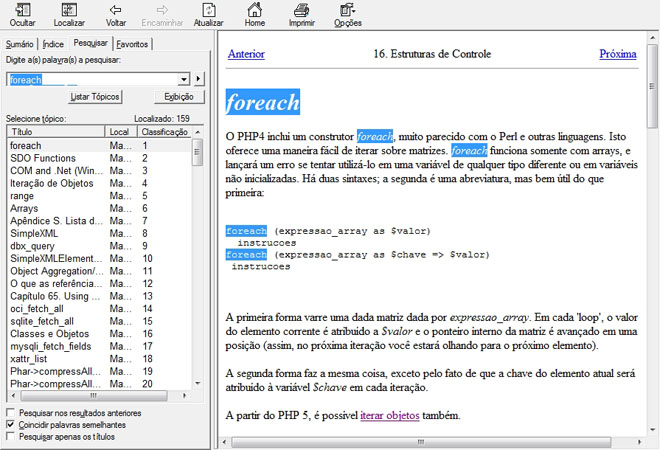 Ocultar Localizar Voltar Encaminhar Atualizar Home Imprimir Opções
Sumário Índice Pesquisar Favoritos
Digite a(s) palavra(s) a pesquisar:
foreach
Listar Tópicos Exibição
Selecione tópico: Localizado: 159
Título Local Classificação
foreach Ma... 1
SDO Functions Ma... 2
COM and .Net (Win... Ma... 3
Iteração de Objetos Ma... 4
range Ma... 5
Arrays Ma... 6
Apêndice S. Lista d... Ma... 7
SimpleXML Ma... 8
dbx_query Ma... 9
SimpleXMLElemen... Ma... 10
Object Aggregation/... Ma... 11
O que as referência... Ma... 12
Capítulo 65. Using ... Ma... 13
oci_fetch_all Ma... 14
sqlite_fetch_all Ma... 15
Classes e Objetos Ma... 16
mysqli_fetch_fields Ma... 17
xattr_list Ma... 18
Phar->compressAll... Ma... 19
Phar->compressAll... Ma... 20
Pesquisar nos resultados anteriores
Coincidir palavras semelhantes
Pesquisar apenas os títulos
Anterior 16. Estruturas de Controle Próxima
foreach
O PHP4 inclui um construtor foreach, muito parecido com o Perl e outras linguagens. Isto
oferece uma maneira fácil de iterar sobre matrizes. foreach funciona somente com arrays, e
lançará um erro se tentar utilizá-lo em uma variável de qualquer tipo diferente ou em variáveis
não inicializadas. Há duas sintaxes; a segunda é uma abreviatura, mas bem útil do que
primeira:
foreach (expressao_array as $valor)
instrucoes
foreach (expressao_array as $chave => $valor)
instrucoes
A primeira forma varre uma dada matriz dada por expressao_array. Em cada 'loop', o valor
do elemento corrente é atribuido a $valor e o ponteiro interno da matriz é avançado em uma
posição (assim, no próxima iteração você estará olhando para o próximo elemento).
A segunda forma faz a mesma coisa, exceto pelo fato de que a chave do elemento atual será
atribuido à variável $chave em cada iteração.
A partir do PHP 5, é possível iterar objetos também.